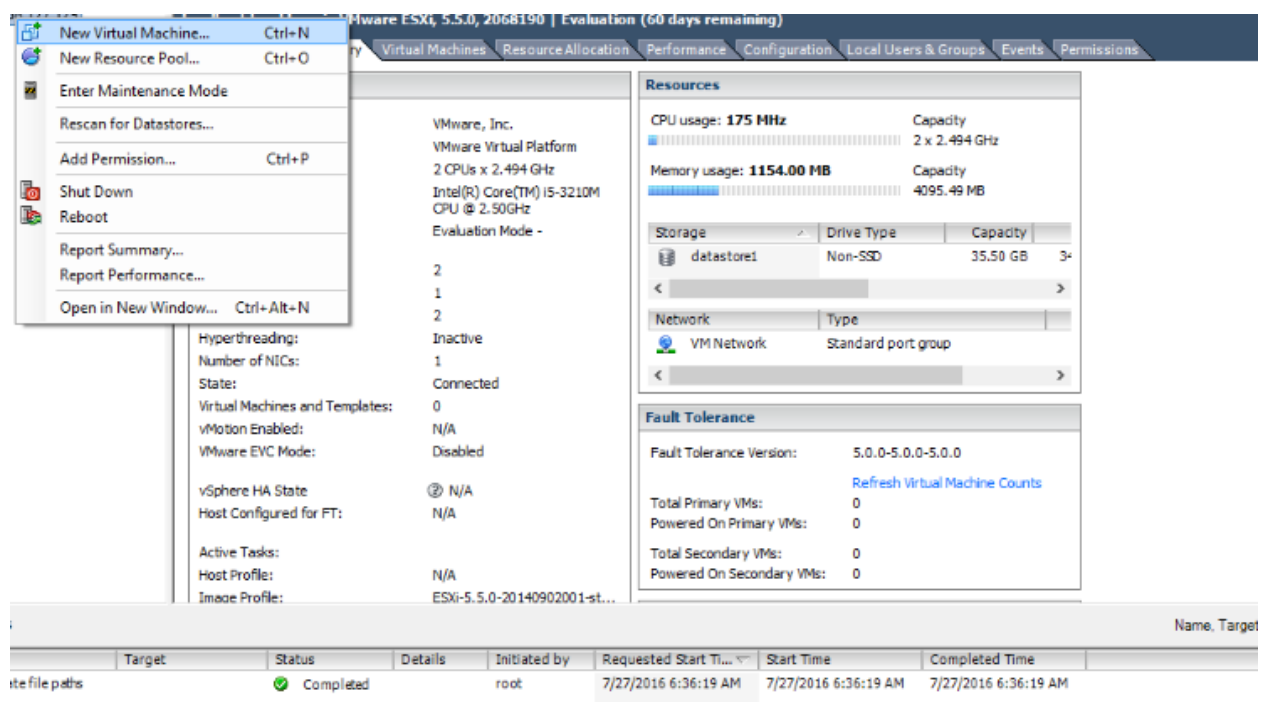 VMware ESXi, 5.5.0, 2068190 | Evaluation (60 days remaining)
Virtual Machines Resource Allocation Performance Configuration Local Users & Groups Events Permissions
New Virtual Machine... Ctrl+N
New Resource Pool... Ctrl+O
Enter Maintenance Mode
Rescan for Datastores...
Add Permission... Ctrl+P
Shut Down
Reboot
Report Summary...
Report Performance...
Open in New Window... Ctrl+Alt+N
VMware, Inc.
VMware Virtual Platform
2 CPUs x 2.494 GHz
Intel(R) Core(TM) i5-3210M
CPU @ 2.50GHz
Evaluation Mode -
2
1
2
Hyperthreading: Inactive
Number of NICs: 1
State: Connected
Virtual Machines and Templates: 0
vMotion Enabled: N/A
VMware EVC Mode: Disabled
vSphere HA State ? N/A
Host Configured for FT: N/A
Active Tasks:
Host Profile: N/A
Image Profile: ESXi-5.5.0-20140902001-st...
Resources
CPU usage: 175 MHz Capacity
2 x 2.494 GHz
Memory usage: 1154.00 MB Capacity
4095.49 MB
Storage Drive Type Capacity
datastore1 Non-SSD 35.50 GB 34
Network Type
VM Network Standard port group
Fault Tolerance
Fault Tolerance Version: 5.0.0-5.0.0-5.0.0
Refresh Virtual Machine Counts
Total Primary VMs: 0
Powered On Primary VMs: 0
Total Secondary VMs: 0
Powered On Secondary VMs: 0
Name, Target
Target Status Details Initiated by Requested Start Ti... Start Time Completed Time
file paths Completed root 7/27/2016 6:36:19 AM 7/27/2016 6:36:19 AM 7/27/2016 6:36:19 AM